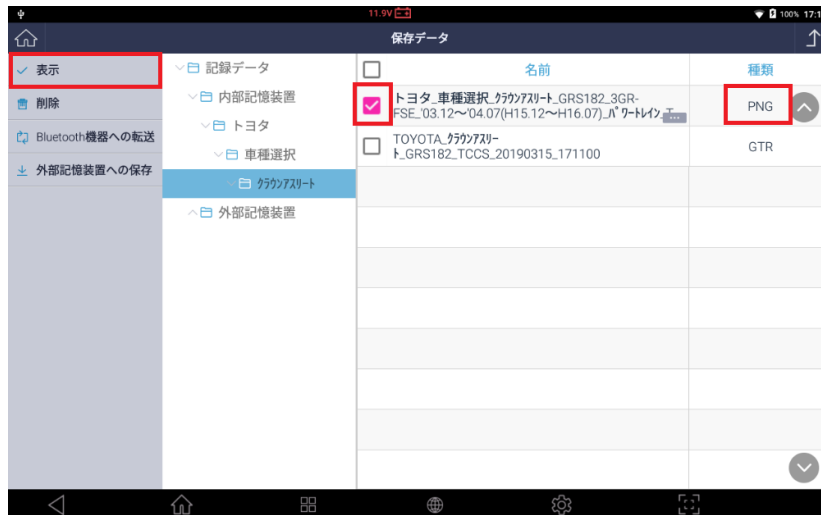 11.9V
100% 17:1
保存データ
表示
削除
Bluetooth機器への転送
外部記憶装置への保存
記録データ
内部記憶装置
トヨタ
車種選択
ｸﾗｳﾝｱｽﾘｰﾄ
外部記憶装置
名前
種類
トヨタ_車種選択_ｸﾗｳﾝｱｽﾘｰﾄ_GRS182_3GR-
FSE_'03.12～'04.07(H15.12～H16.07)_ﾊﾟﾜｰﾄﾚｲﾝ_T...
PNG
TOYOTA_ｸﾗｳﾝｱｽﾘｰ
ﾄ_GRS182_TCCS_20190315_171100
GTR